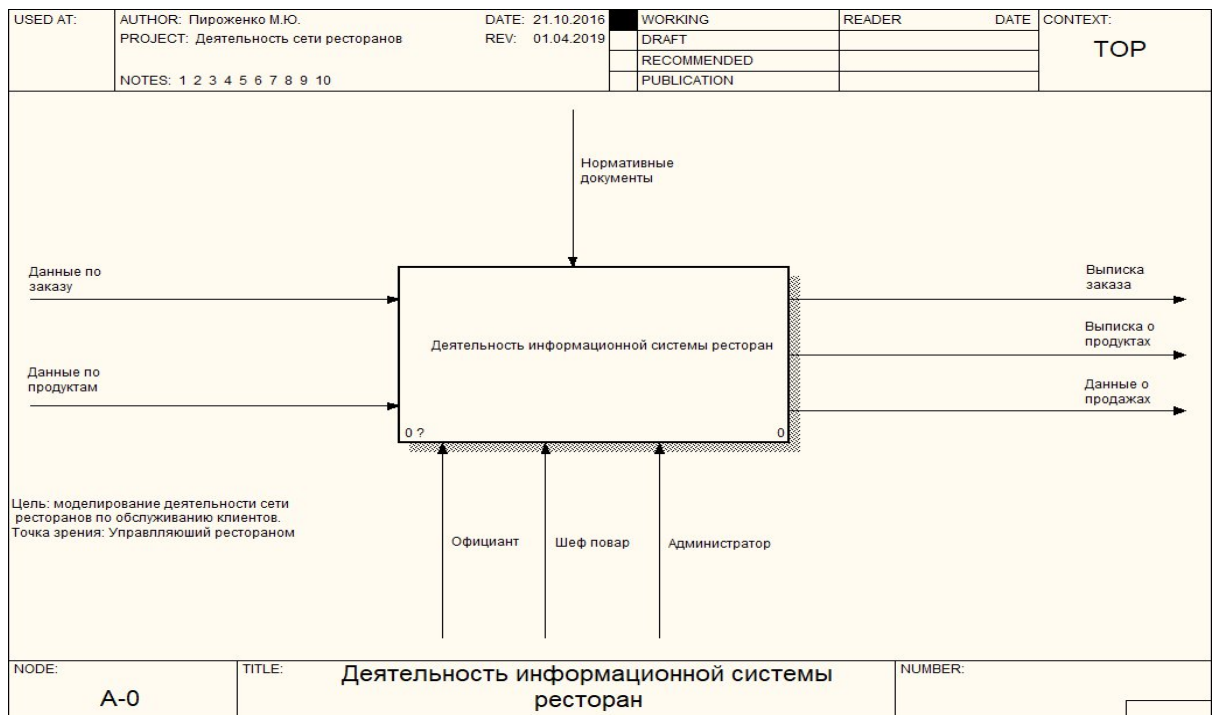 USED AT:
AUTHOR: Пироженко М.Ю.
DATE: 21.10.2016
PROJECT: Деятельность сети ресторанов
REV: 01.04.2019
NOTES: 1 2 3 4 5 6 7 8 9 10
WORKING
DRAFT
RECOMMENDED
PUBLICATION
READER
DATE
CONTEXT:
TOP
Нормативные
документы
Данные по
заказу
Данные по
продуктам
Деятельность информационной системы ресторан
0 ?
0
Выписка
заказа
Выписка о
продуктах
Данные о
продажах
Цель: моделирование деятельности сети
ресторанов по обслуживанию клиентов.
Точка зрения: Управлляюший рестораном
Официант
Шеф повар
Администратор
NODE:
A-0
TITLE:
Деятельность информационной системы
ресторан
NUMBER: